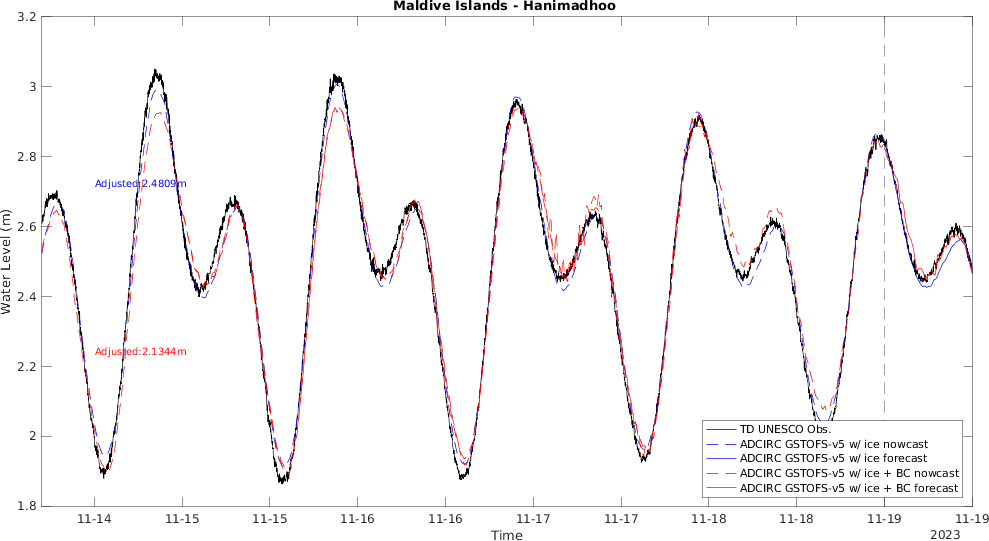 Maldive Islands - Hanimadhoo
3.2
3
2.8
2.6
2.4
2.2
2
1.8
Water Level (m)
Adjusted:2.4809m
Adjusted:2.1344m
TD UNESCO Obs.
ADCIRC GSTOFS-v5 w/ ice nowcast
ADCIRC GSTOFS-v5 w/ ice forecast
ADCIRC GSTOFS-v5 w/ ice + BC nowcast
ADCIRC GSTOFS-v5 w/ ice + BC forecast
11-14 11-15 11-15 11-16 11-16 11-17 11-17 11-18 11-18 11-19 11-19
Time
2023